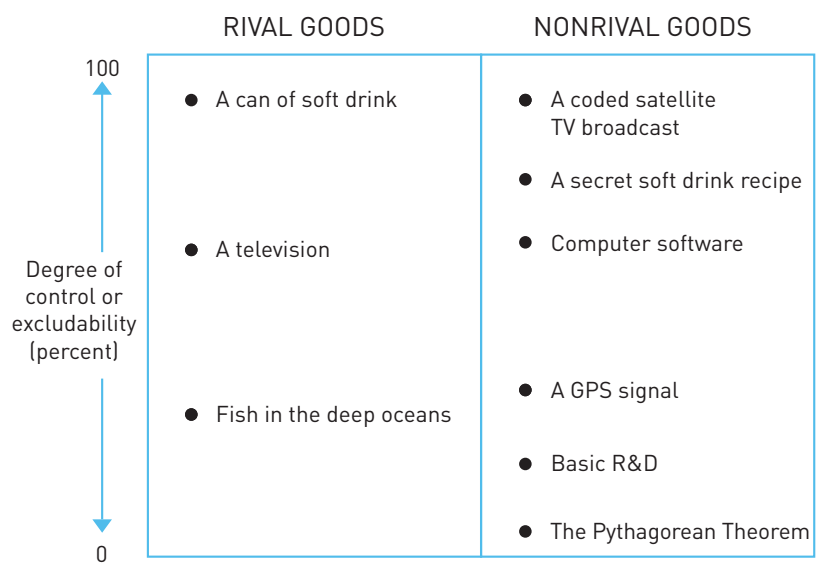 RIVAL GOODS
NONRIVAL GOODS
100
Degree of
control or
excludability
(percent)
0
A can of soft drink
A television
Fish in the deep oceans
A coded satellite
TV broadcast
A secret soft drink recipe
Computer software
A GPS signal
Basic R&D
The Pythagorean Theorem